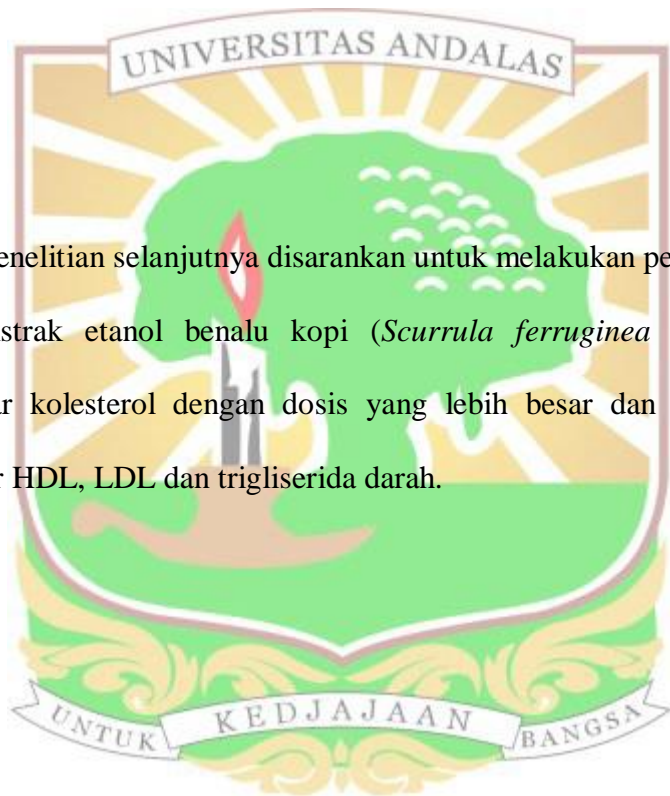 UNIVERSITAS ANDALAS
enelitian selanjutnya disarankan untuk melakukan pe
strak etanol benalu kopi (Scurrula ferruginea
r kolesterol dengan dosis yang lebih besar dan
r HDL, LDL dan trigliserida darah.
UNTUK KEDJAJAAN BANGSA